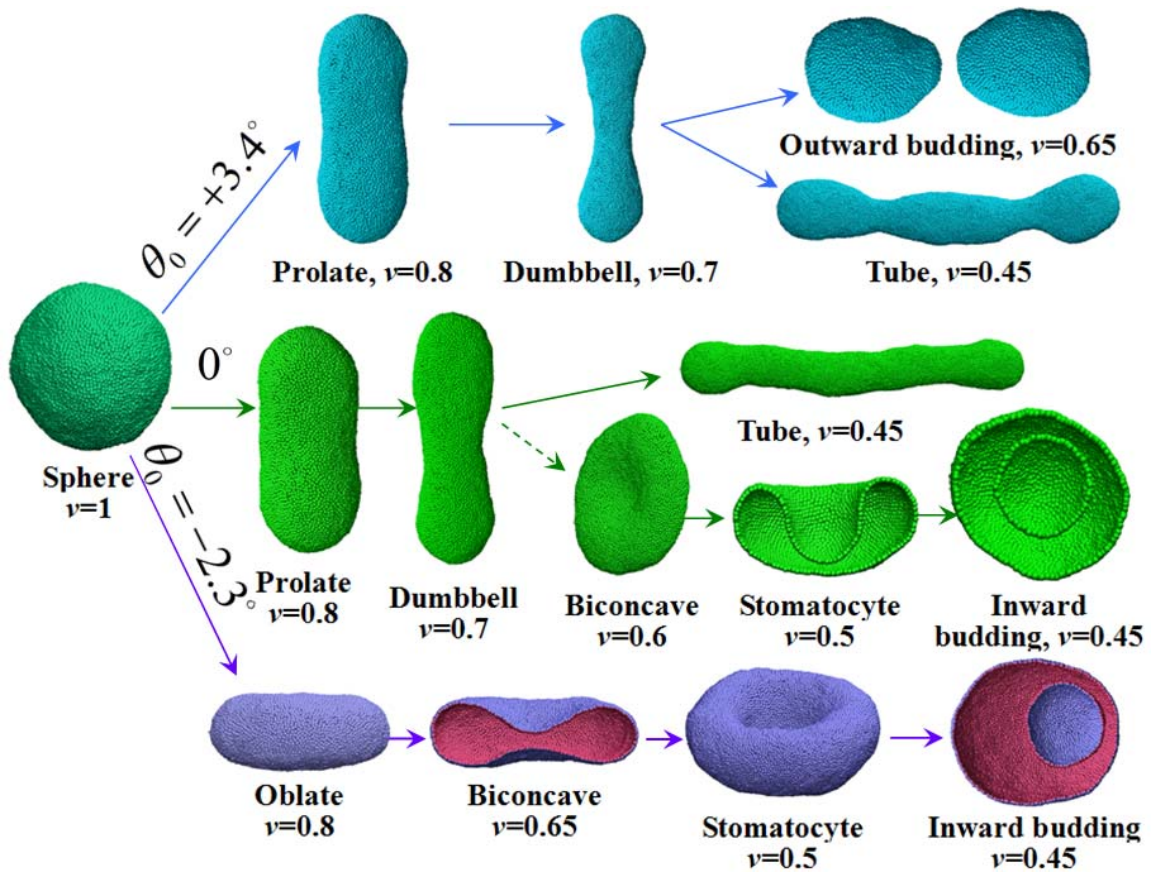 θ₀ = +3.4°
Outward budding, v=0.65
Prolate, v=0.8
Dumbbell, v=0.7
Tube, v=0.45
0°
Sphere
v=1
Tube, v=0.45
θ₀ = −2.3°
Prolate
v=0.8
Dumbbell
v=0.7
Biconcave
v=0.6
Stomatocyte
v=0.5
Inward
budding, v=0.45
Oblate
v=0.8
Biconcave
v=0.65
Stomatocyte
v=0.5
Inward budding
v=0.45